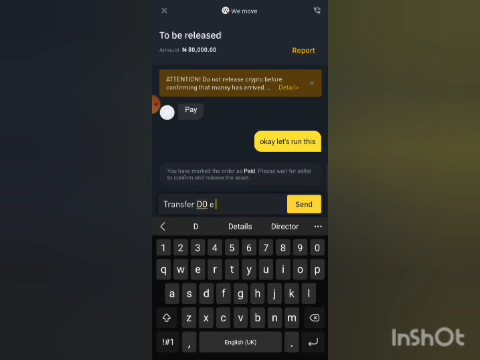 We move
To be released
Amount ₦ 80,000.00
Report
ATTENTION! Do not release crypto before
confirming that money has arrived ... Detail>
Pay
okay let's run this
You have marked the order as Paid. Please wait for seller
to confirm and release the asset.
Transfer D0 e
Send
D Details Director
1 2 3 4 5 6 7 8 9 0
q w e r t y u i o p
a s d f g h j k l
z x c v b n m
!#1 , English (UK) .
InShOt